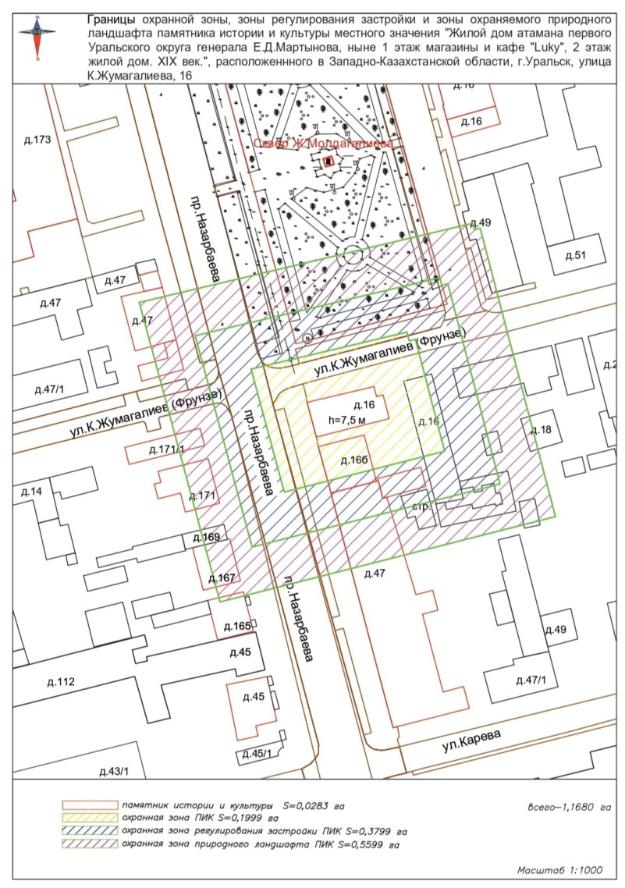 Границы охранной зоны, зоны регулирования застройки и зоны охраняемого природного
ландшафта памятника истории и культуры местного значения "Жилой дом атамана первого
Уральского округа генерала Е.Д.Мартынова, ныне 1 этаж магазины и кафе "Luky", 2 этаж
жилой дом. XIX век.", расположеннного в Западно-Казахстанской области, г.Уральск, улица
К.Жумагалиева, 16
д.16
д.16
д.173
Сквер Ж.Молдагалиева
пр.Назарбаева
д.49
д.51
д.47
д.47
д.47
ул.К.Жумагалиев (Фрунзе)
д.47/1
ул.К.Жумагалиев (Фрунзе)
д.16
h=7,5 м
д.16
д.18
пр.Назарбаева
д.171/1
д.16б
д.14
д.171
стр.
д.169
д.167
д.47
пр.Назарбаева
д.165
д.49
д.45
д.112
д.45
д.47/1
ул.Карева
д.45/1
д.43/1
памятник истории и культуры S=0,0283 га
всего-1,1680 га
охранная зона ПИК S=0,1999 га
охранная зона регулирования застройки ПИК S=0,3799 га
охранная зона природного ландшафта ПИК S=0,5599 га
Масштаб 1:1000